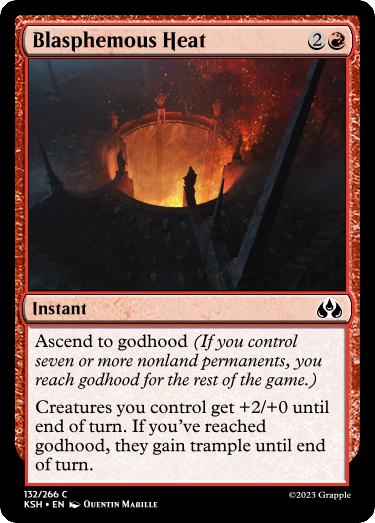 Blasphemous Heat 2
Instant
Ascend to godhood (If you control
seven or more nonland permanents, you
reach godhood for the rest of the game.)
Creatures you control get +2/+0 until
end of turn. If you've reached
godhood, they gain trample until end
of turn.
132/266 C
KSH • EN Quentin Mabille
©2023 Grapple